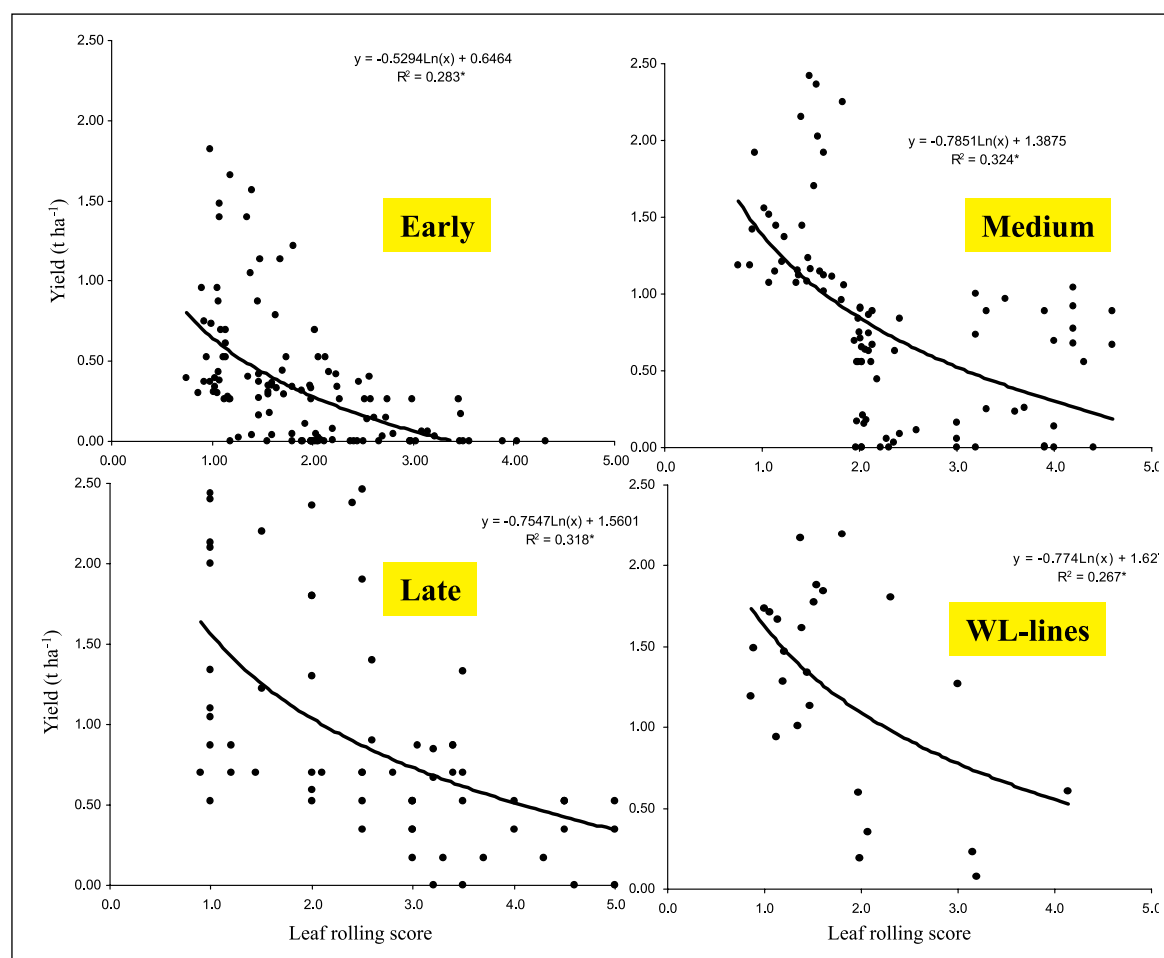 2.50
2.00
1.50
1.00
0.50
0.00
Yield (t ha⁻¹)
y = -0.5294Ln(x) + 0.6464
R² = 0.283*
Early
0.00 1.00 2.00 3.00 4.00 5.00
2.50
2.00
1.50
1.00
0.50
0.00
y = -0.7851Ln(x) + 1.3875
R² = 0.324*
Medium
0.0 1.0 2.0 3.0 4.0 5.0
2.50
2.00
1.50
1.00
0.50
0.00
Yield (t ha⁻¹)
y = -0.7547Ln(x) + 1.5601
R² = 0.318*
Late
0.0 1.0 2.0 3.0 4.0 5.0
Leaf rolling score
2.50
2.00
1.50
1.00
0.50
0.00
y = -0.774Ln(x) + 1.627
R² = 0.267*
WL-lines
0.0 1.0 2.0 3.0 4.0 5.0
Leaf rolling score